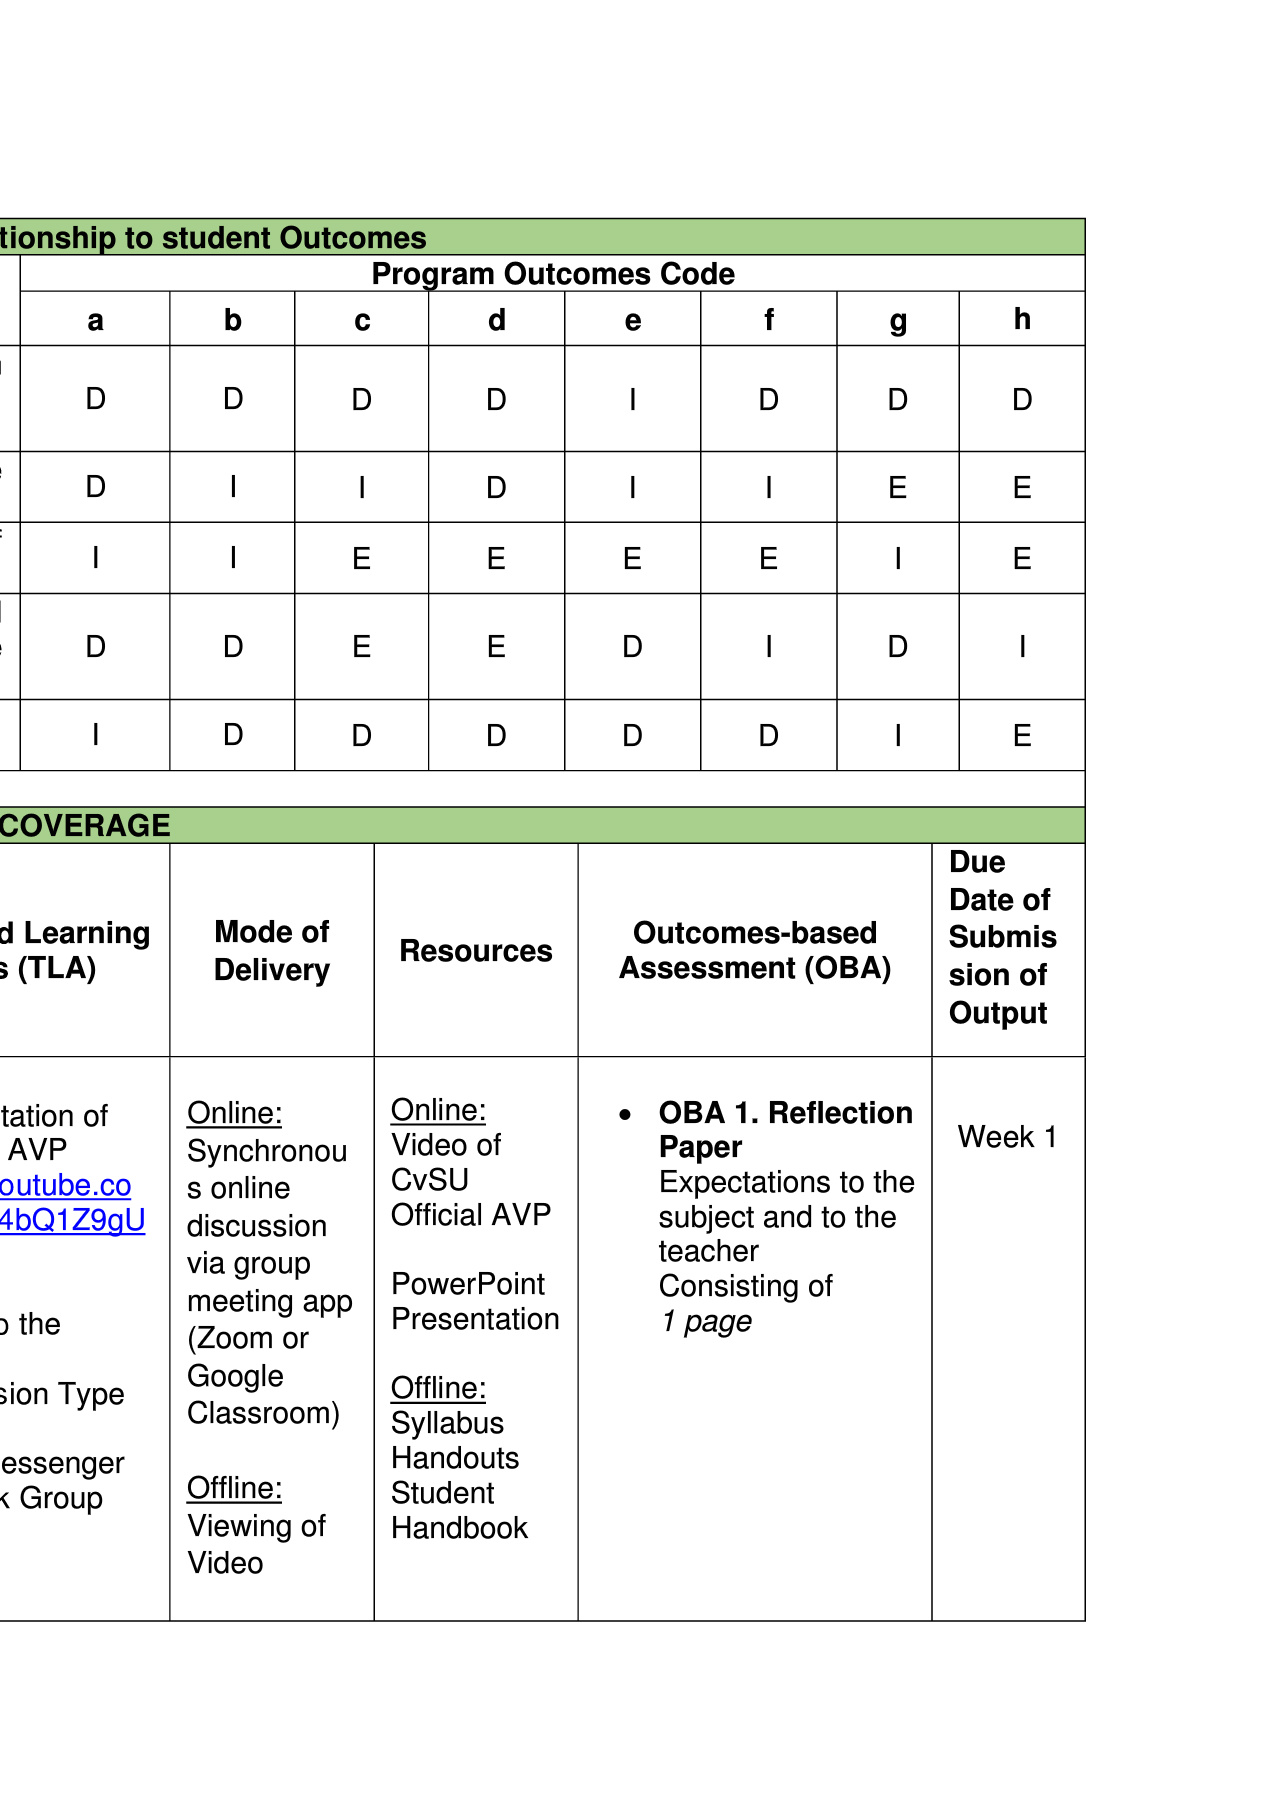 tionship to student Outcomes
Program Outcomes Code
a b c d e f g h
D D D D I D D D
e
D I I D I I E E
I I E E E E I E
e
D D E E D I D I
I D D D D D I E
COVERAGE
d Learning
s (TLA)
Mode of
Delivery
Resources
Outcomes-based
Assessment (OBA)
Due
Date of
Submis
sion of
Output
tation of
AVP
outube.co
4bQ1Z9gU
o the
sion Type
essenger
k Group
Online:
Synchronou
s online
discussion
via group
meeting app
(Zoom or
Google
Classroom)
Offline:
Viewing of
Video
Online:
Video of
CvSU
Official AVP
PowerPoint
Presentation
Offline:
Syllabus
Handouts
Student
Handbook
• OBA 1. Reflection
Paper
Expectations to the
subject and to the
teacher
Consisting of
1 page
Week 1